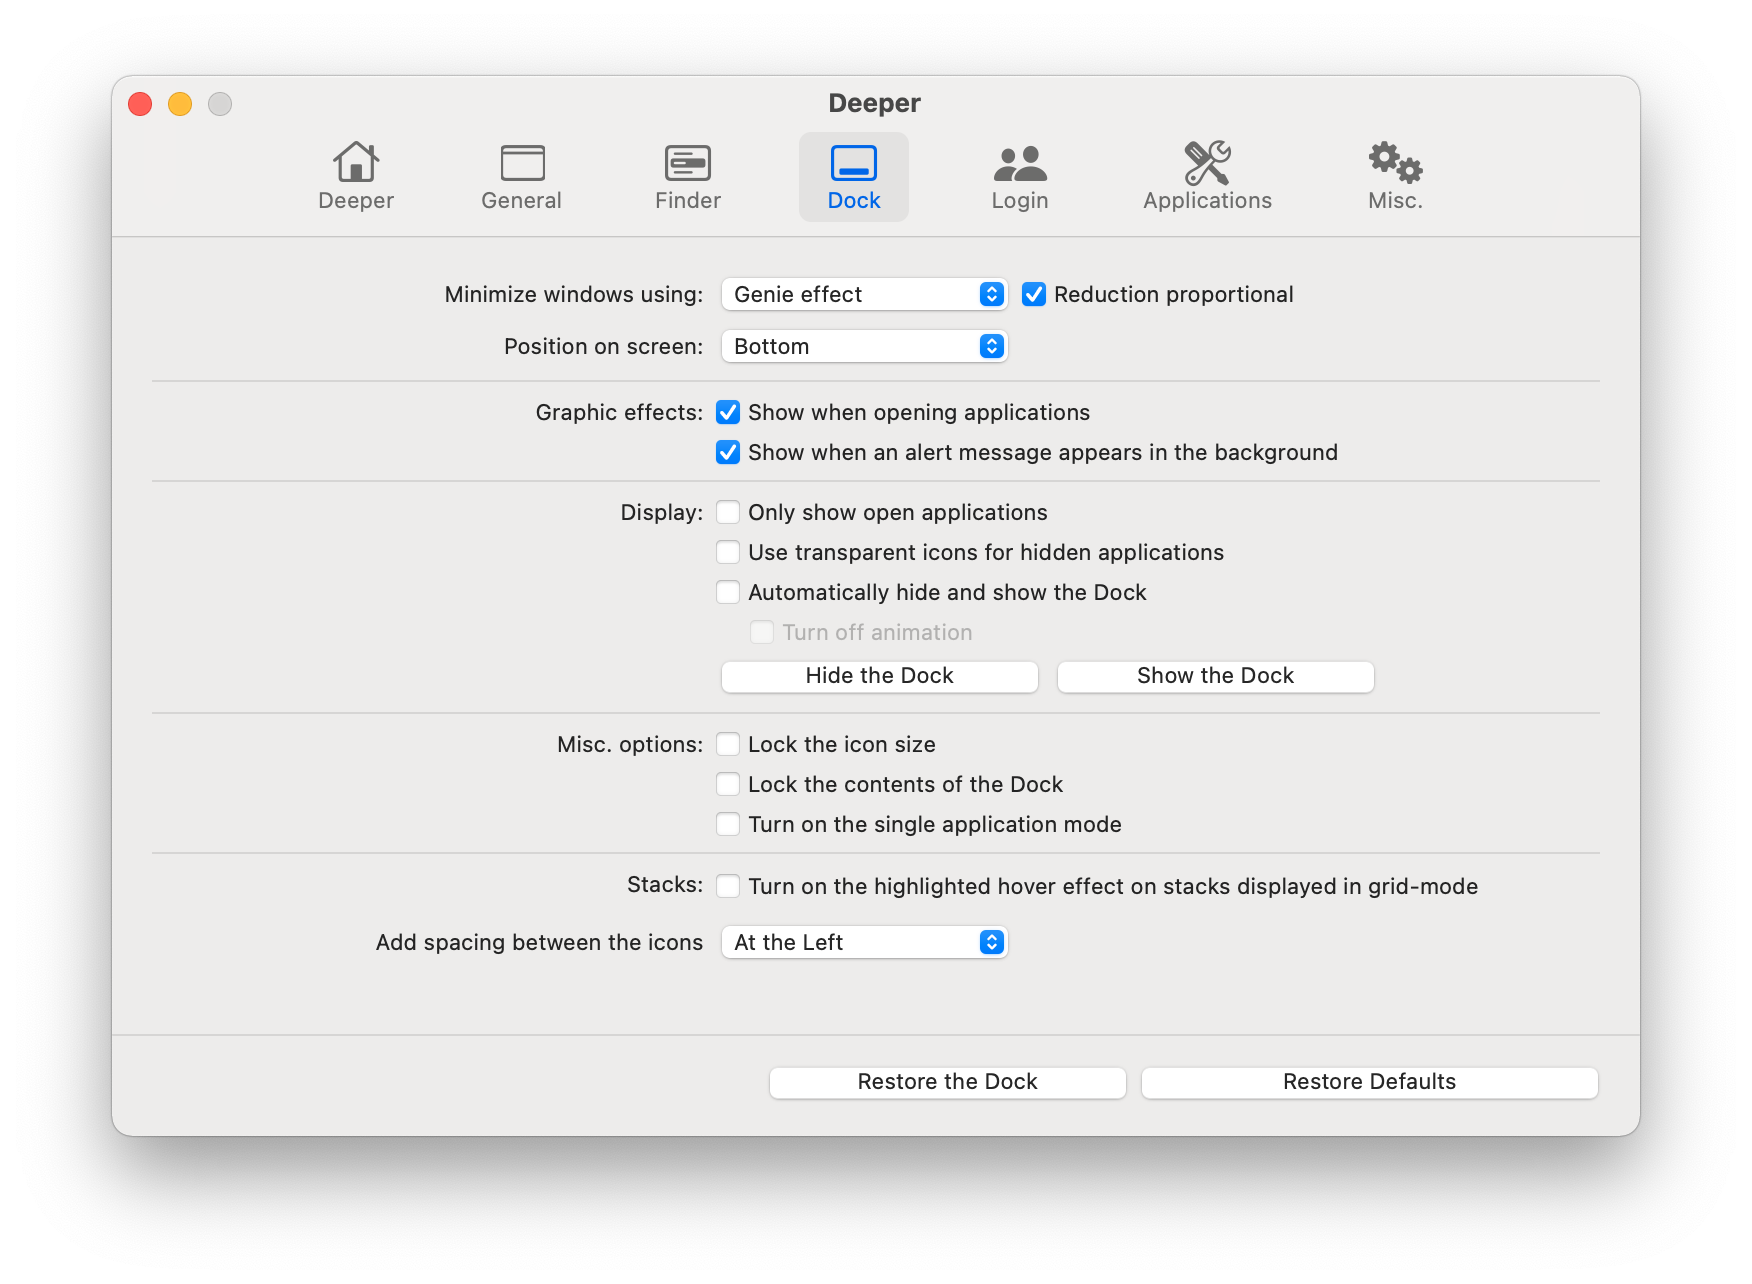 Deeper
Deeper General Finder Dock Login Applications Misc.
Minimize windows using: Genie effect Reduction proportional
Position on screen: Bottom
Graphic effects: Show when opening applications
Show when an alert message appears in the background
Display: Only show open applications
Use transparent icons for hidden applications
Automatically hide and show the Dock
Turn off animation
Hide the Dock Show the Dock
Misc. options: Lock the icon size
Lock the contents of the Dock
Turn on the single application mode
Stacks: Turn on the highlighted hover effect on stacks displayed in grid-mode
Add spacing between the icons At the Left
Restore the Dock Restore Defaults